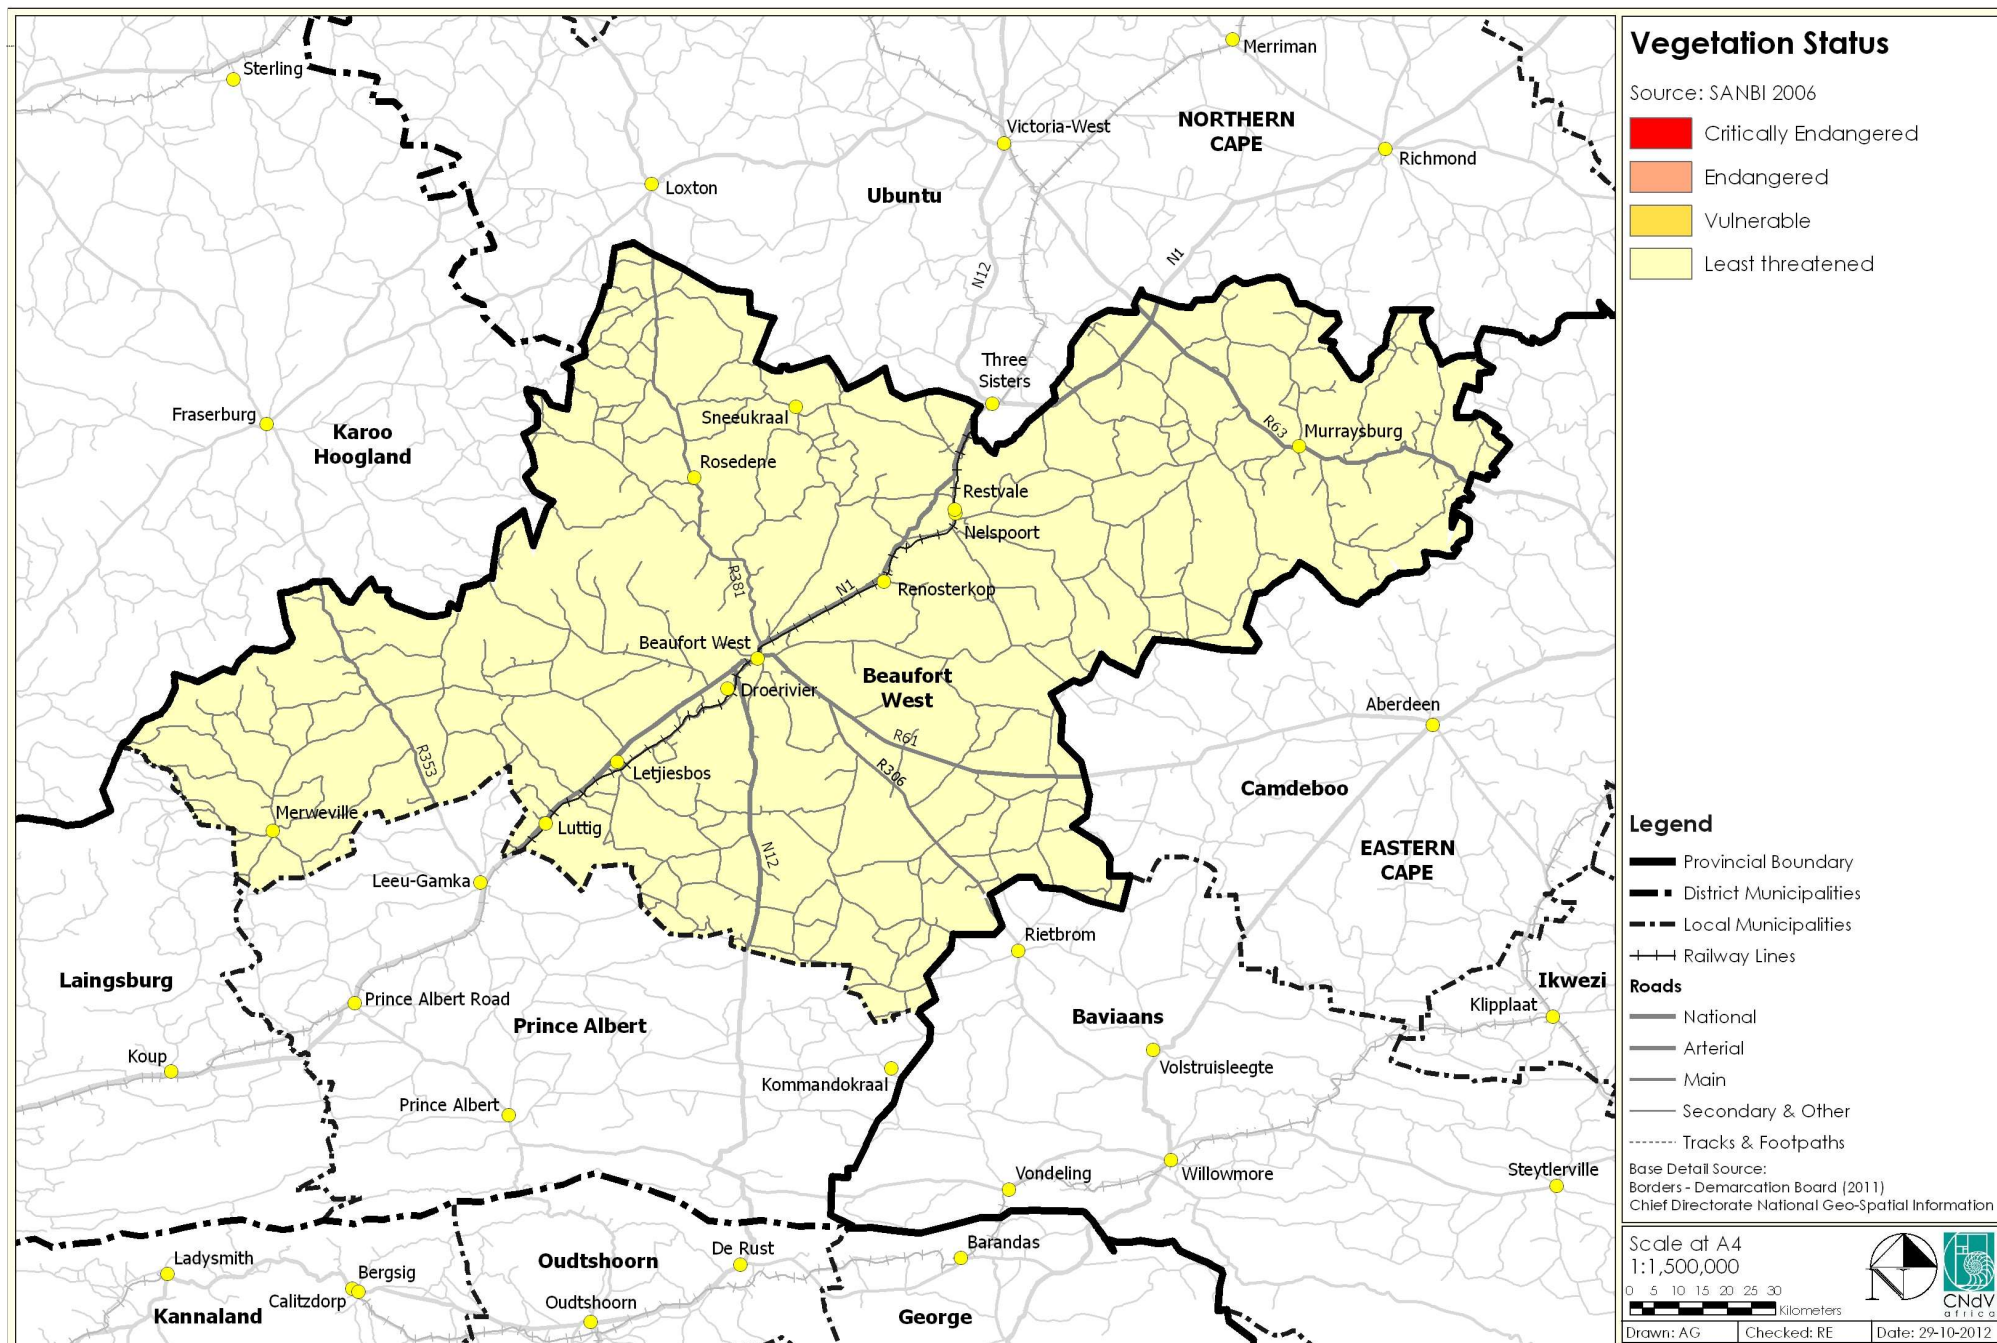 Sterling
Merriman
Victoria-West
NORTHERN
CAPE
Richmond
Loxton
Ubuntu
N12
N1
Three
Sisters
Fraserburg
Karoo
Hoogland
Sneeukraal
R63
Murraysburg
Rosedene
Restvale
Nelspoort
R381
N1
Renosterkop
Beaufort West
Droerivier
Beaufort
West
Aberdeen
R353
R61
R306
Letjiesbos
Camdeboo
Merweville
Luttig
N12
EASTERN
CAPE
Leeu-Gamka
Rietbrom
Laingsburg
Ikwezi
Prince Albert Road
Klipplaat
Prince Albert
Baviaans
Koup
Volstruisleegte
Kommandokraal
Prince Albert
Vondeling
Willowmore
Steytlerville
Ladysmith
Oudtshoorn
De Rust
Barandas
Bergsig
Calitzdorp
Oudtshoorn
Kannaland
George
Vegetation Status
Source: SANBI 2006
Critically Endangered
Endangered
Vulnerable
Least threatened
Legend
Provincial Boundary
District Municipalities
Local Municipalities
Railway Lines
Roads
National
Arterial
Main
Secondary & Other
Tracks & Footpaths
Base Detail Source:
Borders - Demarcation Board (2011)
Chief Directorate National Geo-Spatial Information
Scale at A4
1:1,500,000
0 5 10 15 20 25 30
Kilometers
N
CNdV
africa
Drawn: AG Checked: RE Date: 29-10-2012